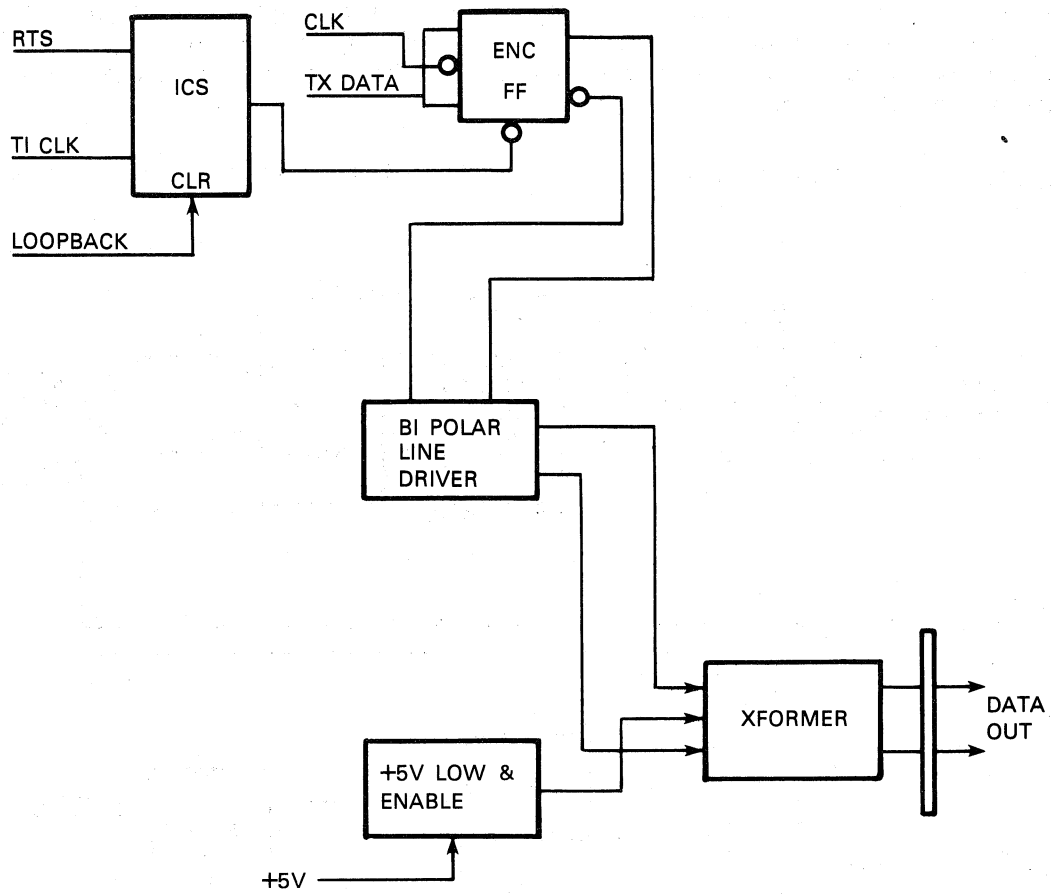 RTS
ICS
TI CLK
CLR
LOOPBACK
CLK
TX DATA
ENC
FF
BI POLAR
LINE
DRIVER
XFORMER
DATA
OUT
+5V LOW &
ENABLE
+5V